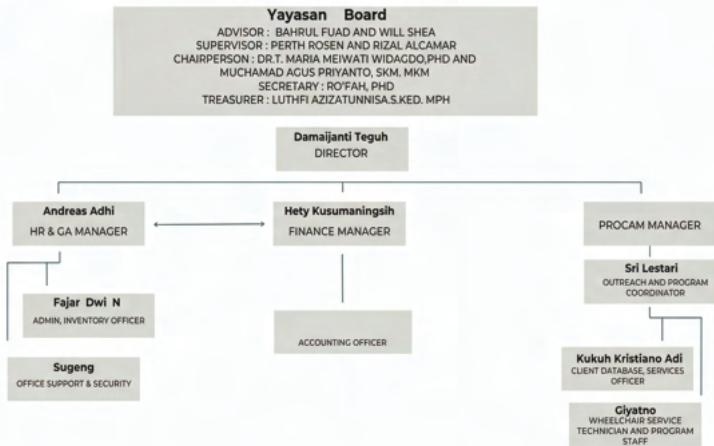 Yayasan Board
ADVISOR : BAHRUL FUAD AND WILL SHEA
SUPERVISOR : PERTH ROSEN AND RIZAL ALCAMAR
CHAIRPERSON : DR.T. MARIA MEIWATI WIDAGDO,PHD AND
MUCHAMAD AGUS PRIYANTO, SKM. MKM
SECRETARY : RO'FAH, PHD
TREASURER : LUTHFI AZIZATUNNISA.S.KED. MPH
Damaijanti Teguh
DIRECTOR
Andreas Adhi
HR & GA MANAGER
Hety Kusumaningsih
FINANCE MANAGER
PROCAM MANAGER
Sri Lestari
OUTREACH AND PROGRAM
COORDINATOR
Fajar Dwi N
ADMIN, INVENTORY OFFICER
ACCOUNTING OFFICER
Sugeng
OFFICE SUPPORT & SECURITY
Kukuh Kristiano Adi
CLIENT DATABASE, SERVICES
OFFICER
Giyatno
WHEELCHAIR SERVICE
TECHNICIAN AND PROGRAM
STAFF